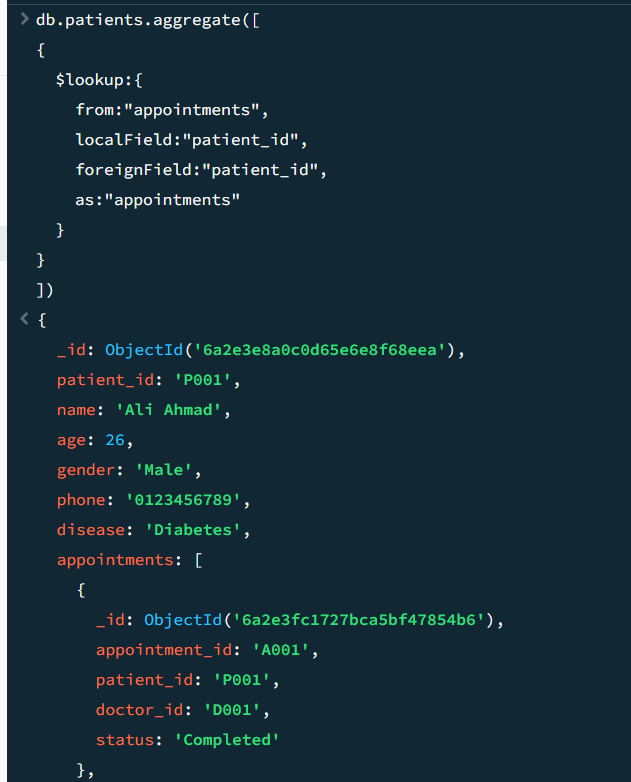 > db.patients.aggregate([
{
$lookup:{
from:"appointments",
localField:"patient_id",
foreignField:"patient_id",
as:"appointments"
}
}
])
< {
_id: ObjectId('6a2e3e8a0c0d65e6e8f68eea'),
patient_id: 'P001',
name: 'Ali Ahmad',
age: 26,
gender: 'Male',
phone: '0123456789',
disease: 'Diabetes',
appointments: [
{
_id: ObjectId('6a2e3fc1727bca5bf47854b6'),
appointment_id: 'A001',
patient_id: 'P001',
doctor_id: 'D001',
status: 'Completed'
},